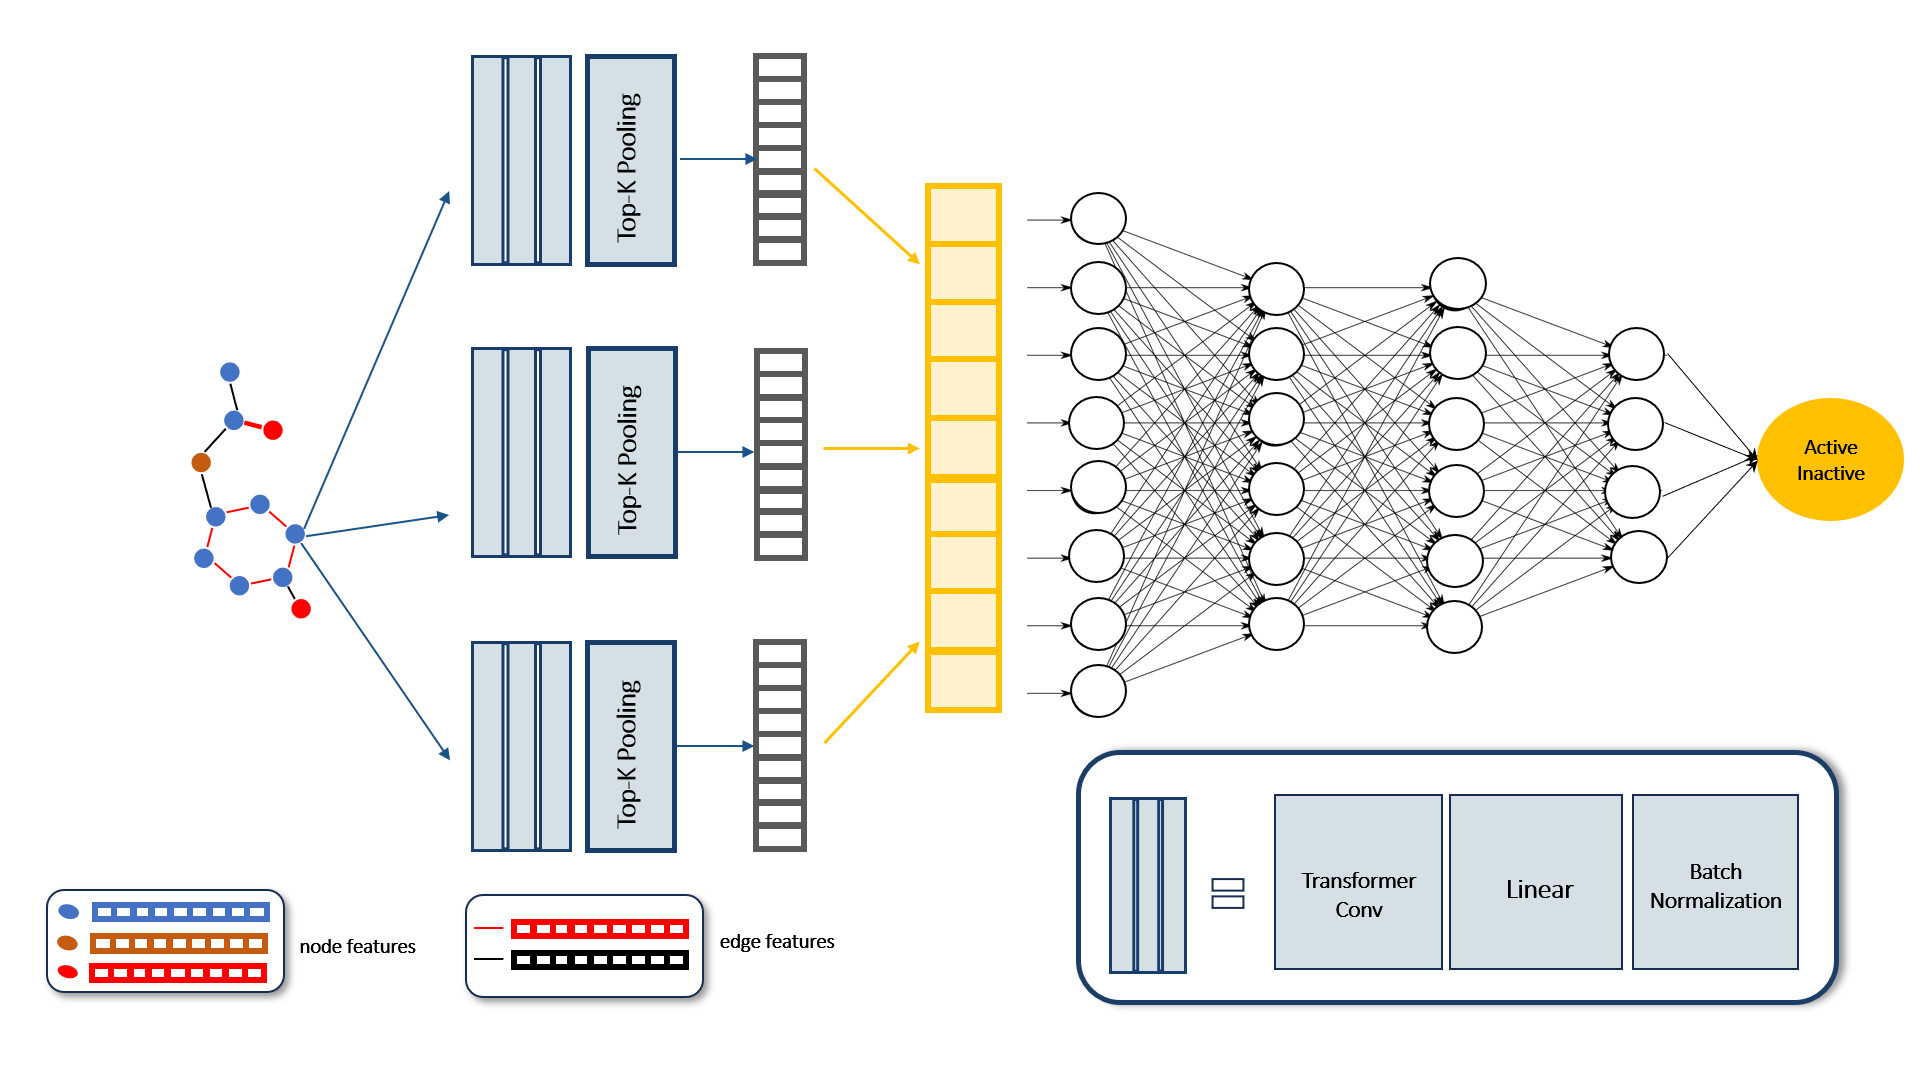 Top-K Pooling
Top-K Pooling
Top-K Pooling
Active
Inactive
node features
edge features
Transformer
Conv
Linear
Batch
Normalization